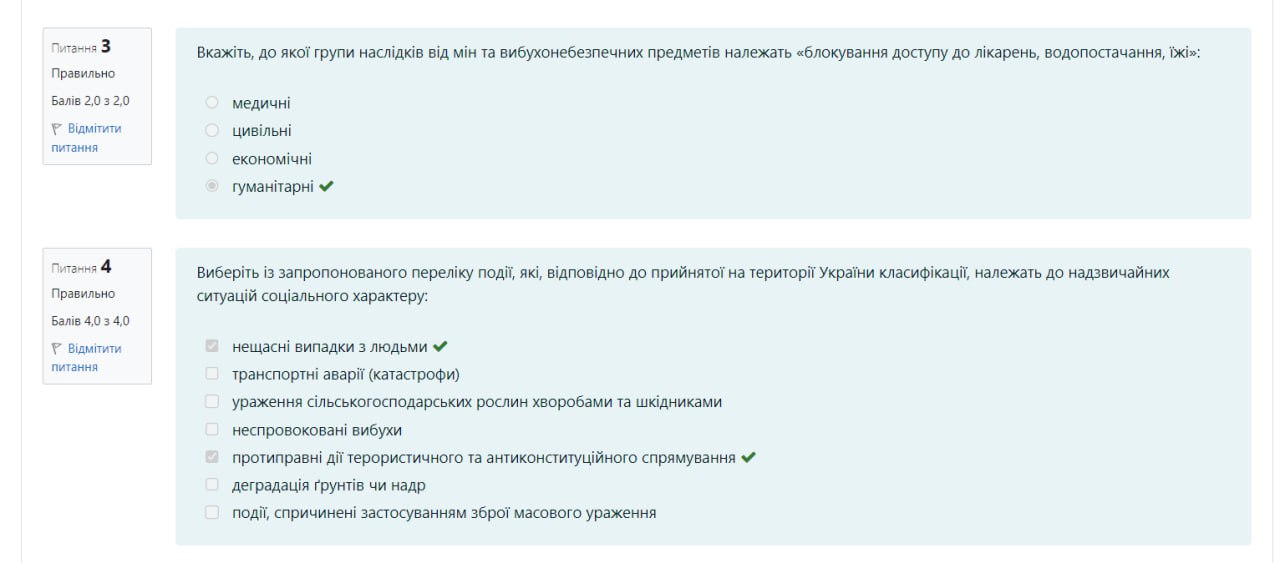 Питання 3
Правильно
Балів 2,0 з 2,0
Відмітити
питання
Вкажіть, до якої групи наслідків від мін та вибухонебезпечних предметів належать «блокування доступу до лікарень, водопостачання, їжі»:
медичні
цивільні
економічні
гуманітарні
Питання 4
Правильно
Балів 4,0 з 4,0
Відмітити
питання
Виберіть із запропонованого переліку події, які, відповідно до прийнятої на території України класифікації, належать до надзвичайних
ситуацій соціального характеру:
нещасні випадки з людьми
транспортні аварії (катастрофи)
ураження сільськогосподарських рослин хворобами та шкідниками
неспровоковані вибухи
протиправні дії терористичного та антиконституційного спрямування
деградація ґрунтів чи надр
події, спричинені застосуванням зброї масового ураження